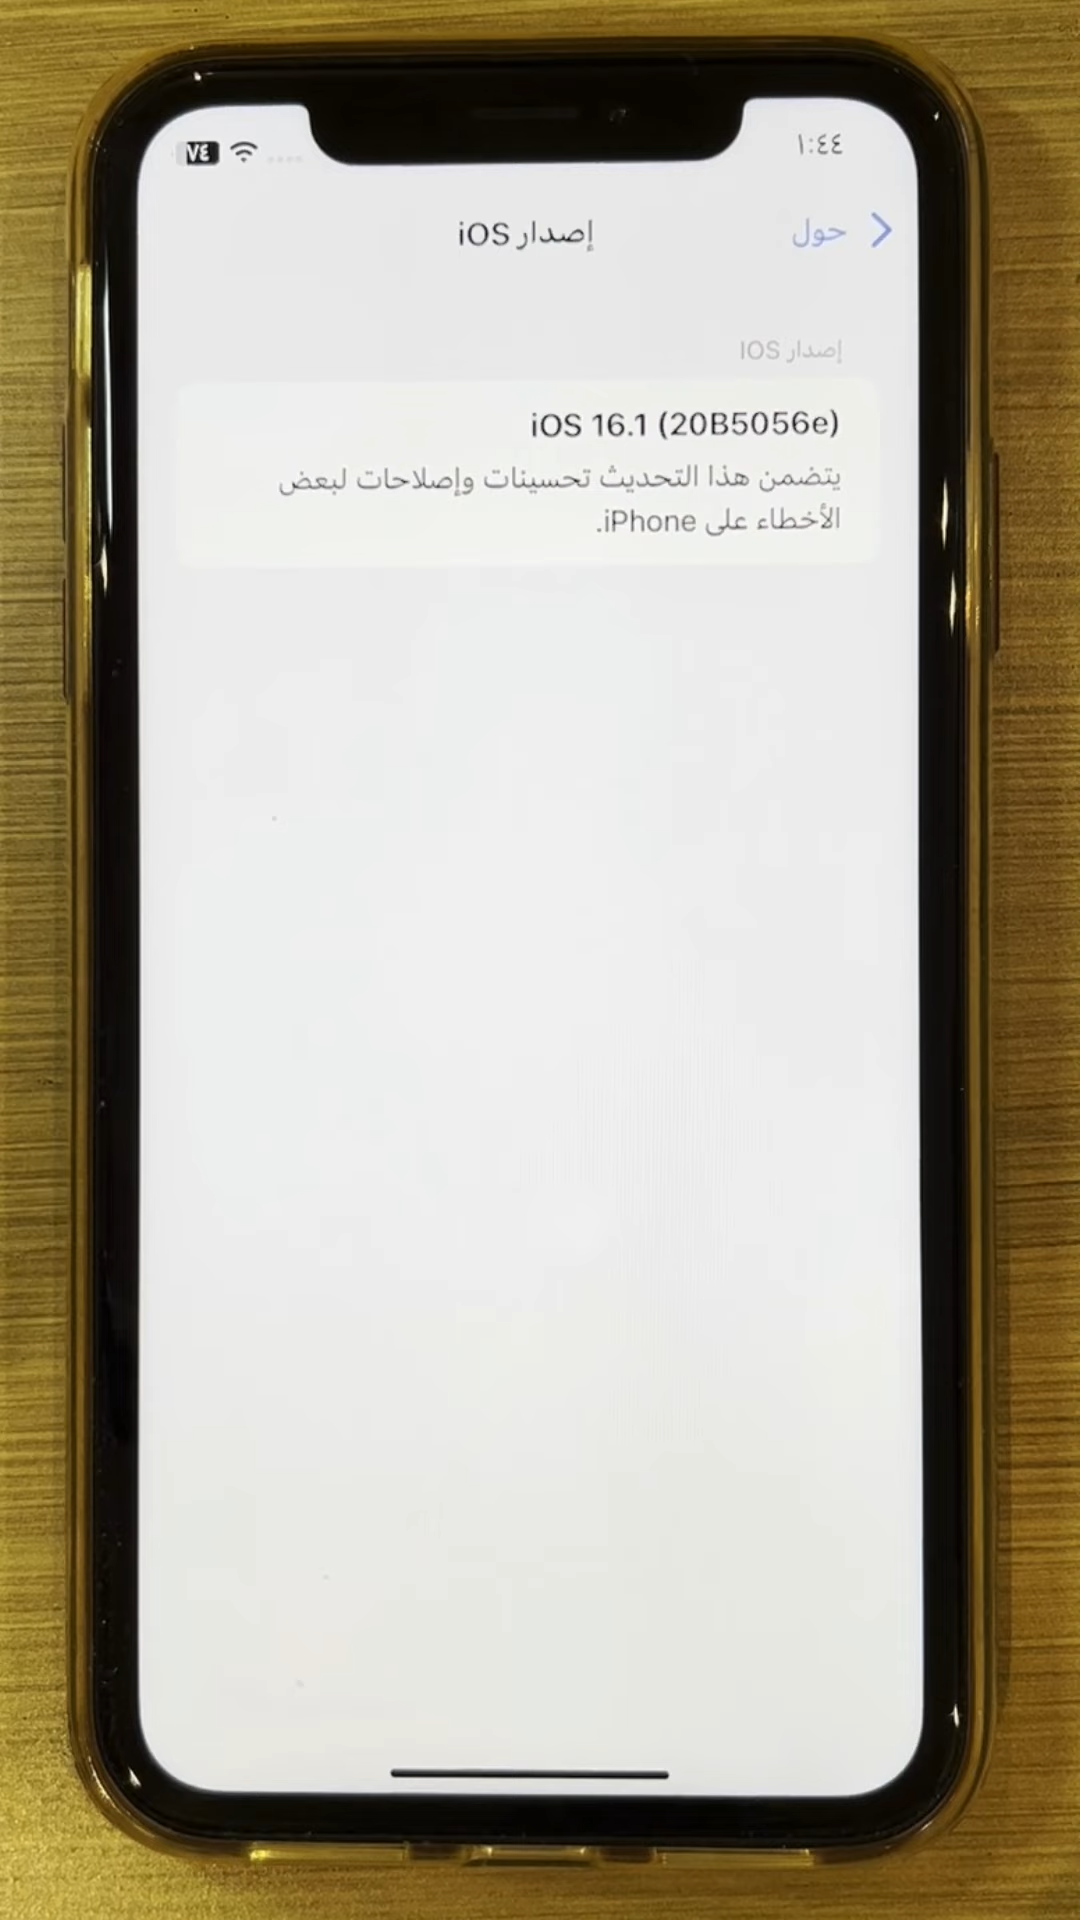 ١:٤٤
٧٤
حول
إصدار iOS
إصدار IOS
iOS 16.1 (20B5056e)
يتضمن هذا التحديث تحسينات وإصلاحات لبعض
الأخطاء على iPhone.